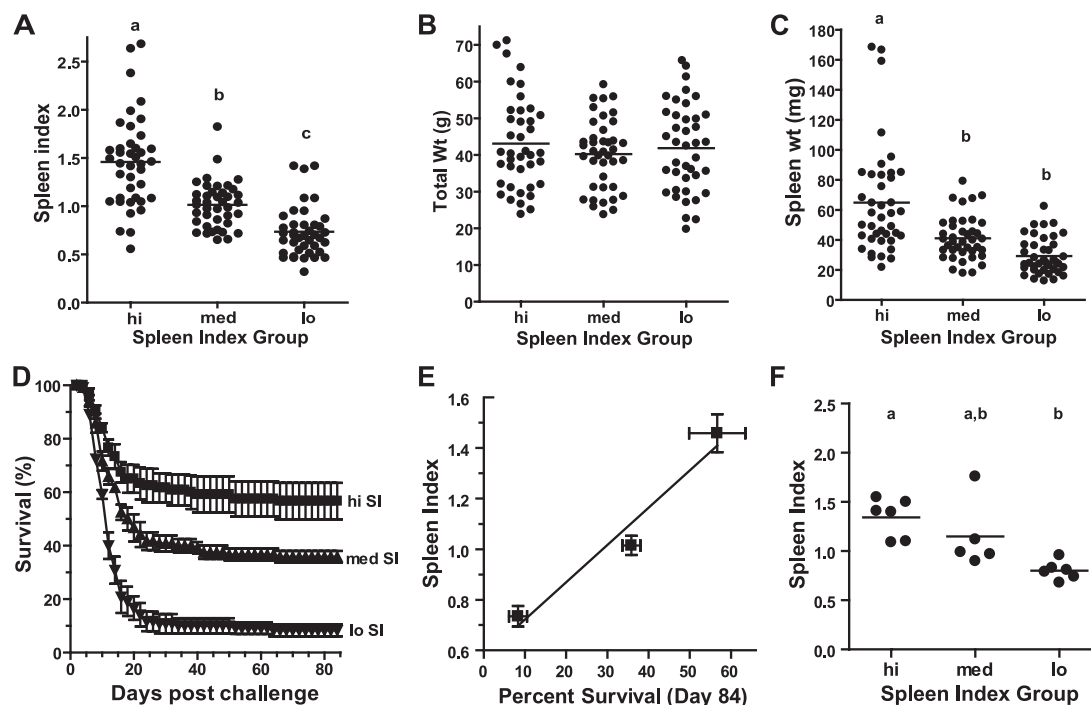 A
a
b
c
Spleen index
2.5
2.0
1.5
1.0
0.5
0.0
hi med lo
Spleen Index Group
B
Total Wt (g)
80
70
60
50
40
30
20
10
0
hi med lo
Spleen Index Group
C
a
b
b
Spleen wt (mg)
180
160
140
120
100
80
60
40
20
0
hi med lo
Spleen Index Group
D
Survival (%)
100
80
60
40
20
0
hi SI
med SI
lo SI
0 20 40 60 80
Days post challenge
E
Spleen Index
1.6
1.4
1.2
1.0
0.8
0.6
0 10 20 30 40 50 60
Percent Survival (Day 84)
F
a
a,b
b
Spleen Index
2.5
2.0
1.5
1.0
0.5
0.0
hi med lo
Spleen Index Group